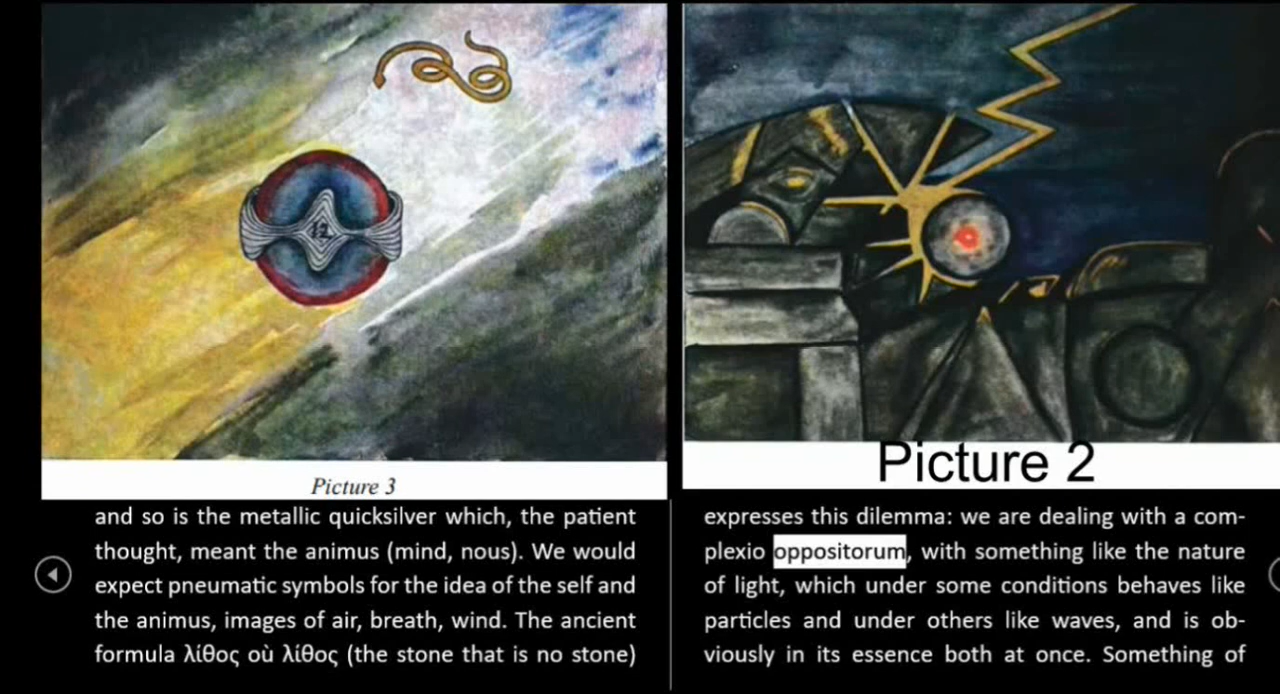 12
Picture 3
and so is the metallic quicksilver which, the patient
thought, meant the animus (mind, nous). We would
expect pneumatic symbols for the idea of the self and
the animus, images of air, breath, wind. The ancient
formula λίθος οὐ λίθος (the stone that is no stone)
Picture 2
expresses this dilemma: we are dealing with a com-
plexio oppositorum, with something like the nature
of light, which under some conditions behaves like
particles and under others like waves, and is ob-
viously in its essence both at once. Something of